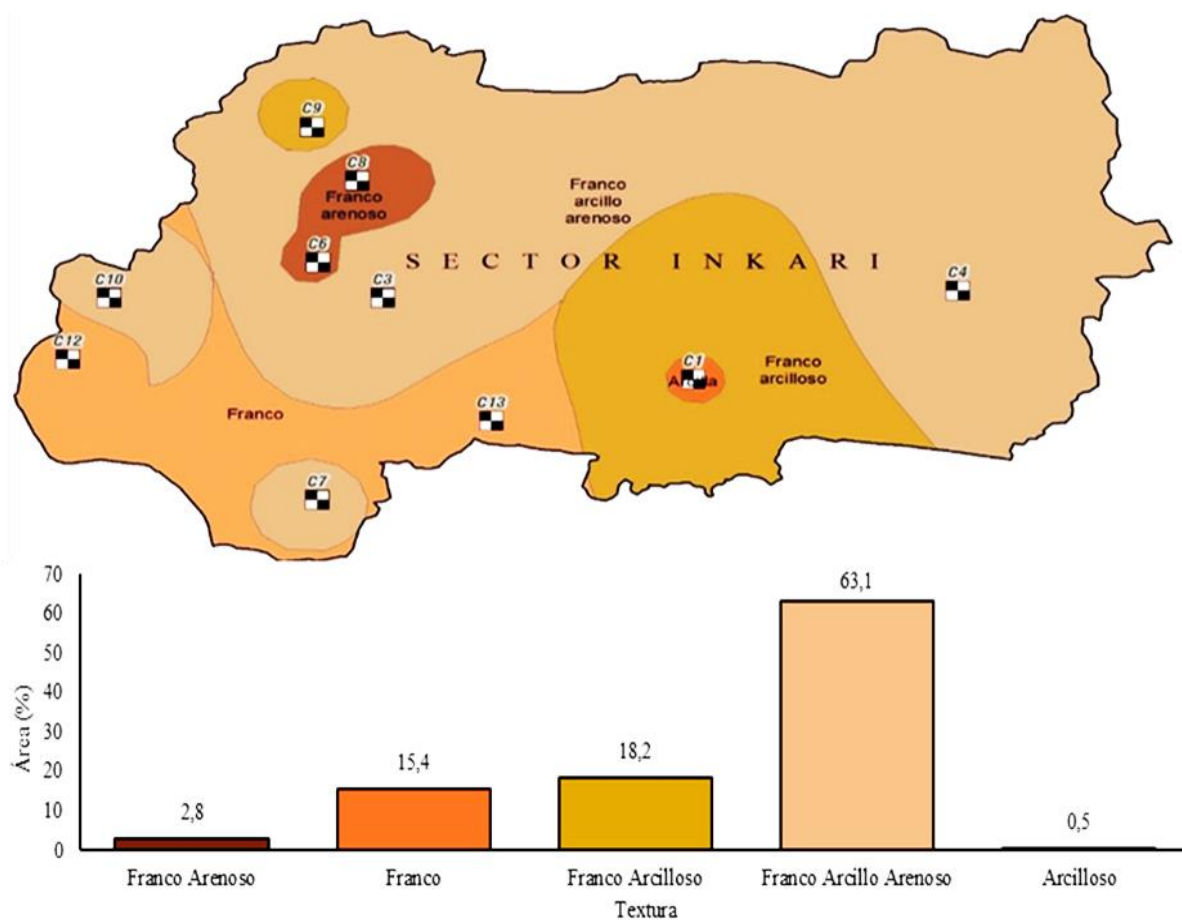 C9
C8
Franco
arenoso
Franco
arcillo
arenoso
C6
SECTOR INKARI
C10
C3
C4
C12
C1
Franco
arcilloso
Franco
C13
C7
70
60
50
40
30
20
10
0
Área (%)
2,8
15,4
18,2
63,1
0,5
Franco Arenoso
Franco
Franco Arcilloso
Franco Arcillo Arenoso
Arcilloso
Textura